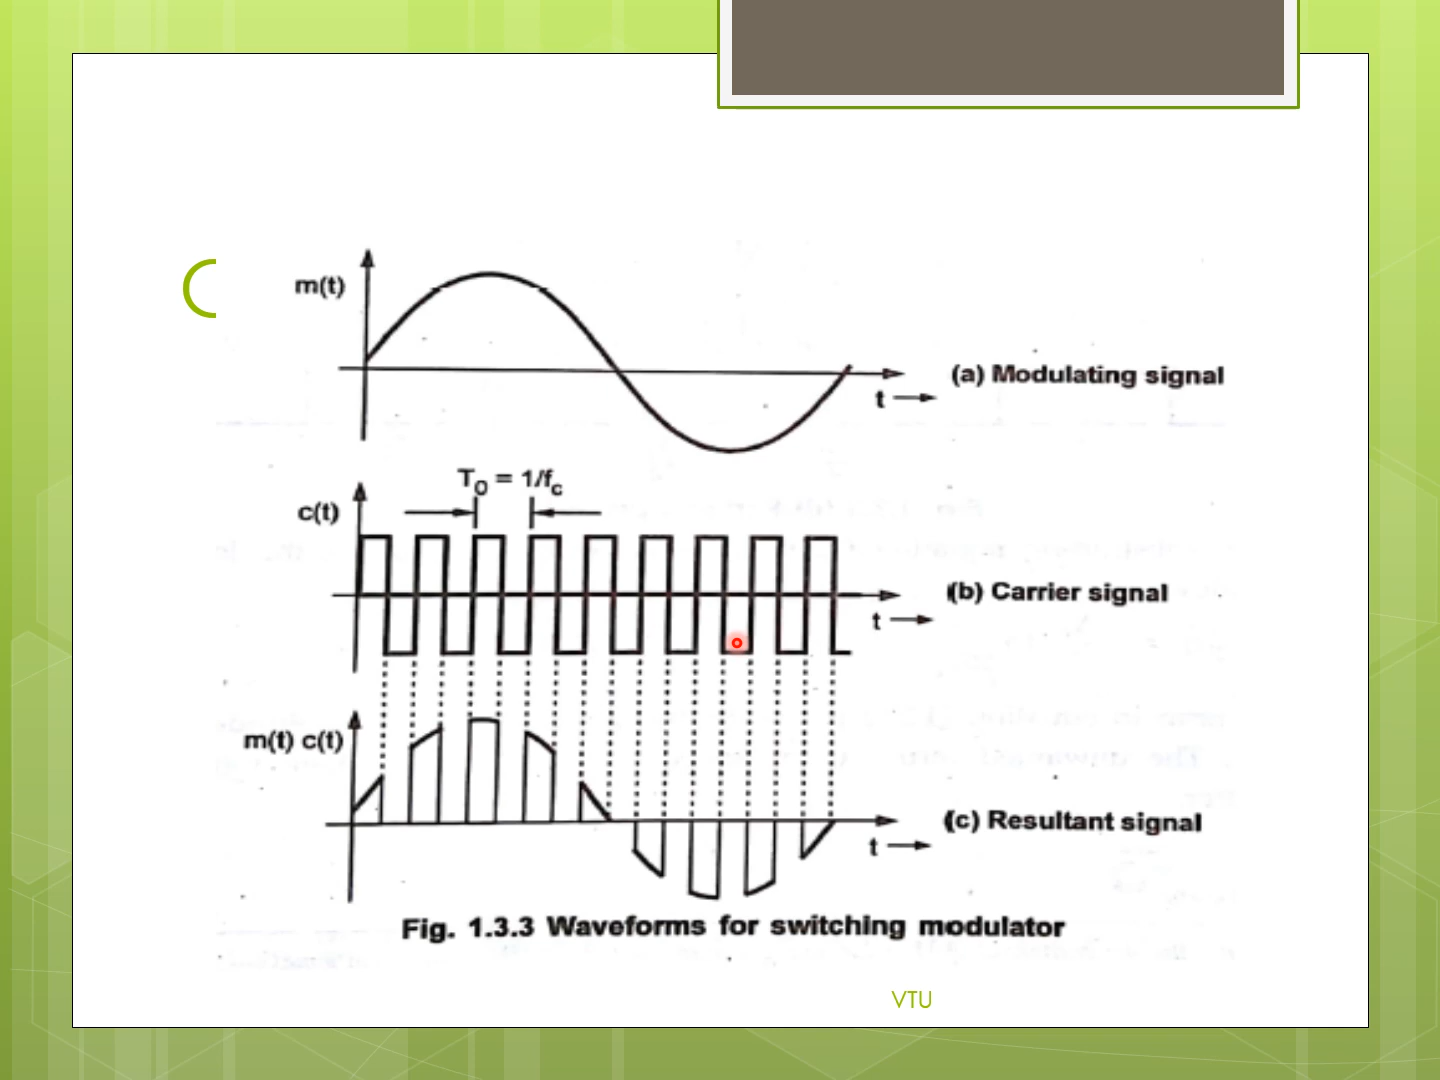 m(t)
(a) Modulating signal
t
T₀ = 1/fc
c(t)
(b) Carrier signal
t
m(t) c(t)
(c) Resultant signal
t
Fig. 1.3.3 Waveforms for switching modulator
VTU